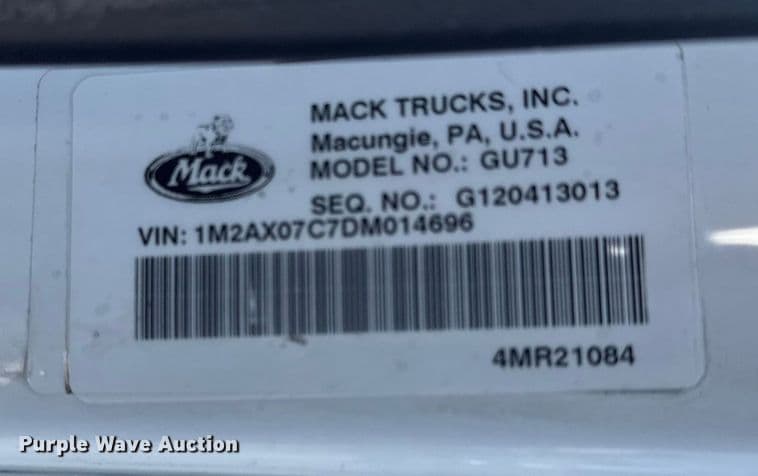 MACK TRUCKS, INC.
Macungie, PA, U.S.A.
MODEL NO.: GU713
SEQ. NO.: G120413013
Mack
VIN: 1M2AX07C7DM014696
4MR21084
Purple Wave Auction